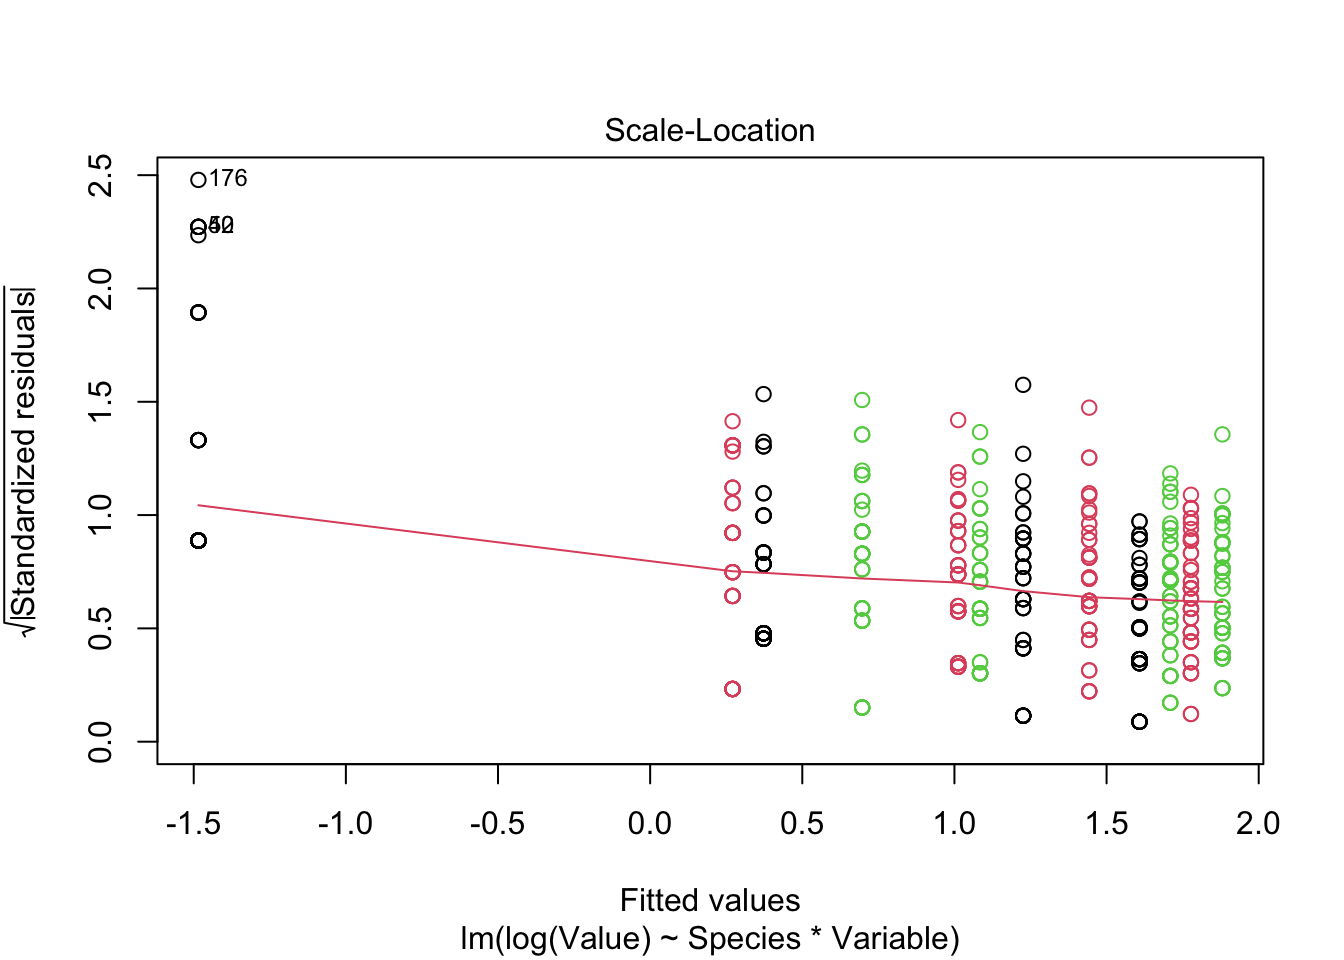 Scale-Location
√|Standardized residuals|
2.5
2.0
1.5
1.0
0.5
0.0
176
-1.5 -1.0 -0.5 0.0 0.5 1.0 1.5 2.0
Fitted values
lm(log(Value) ~ Species * Variable)